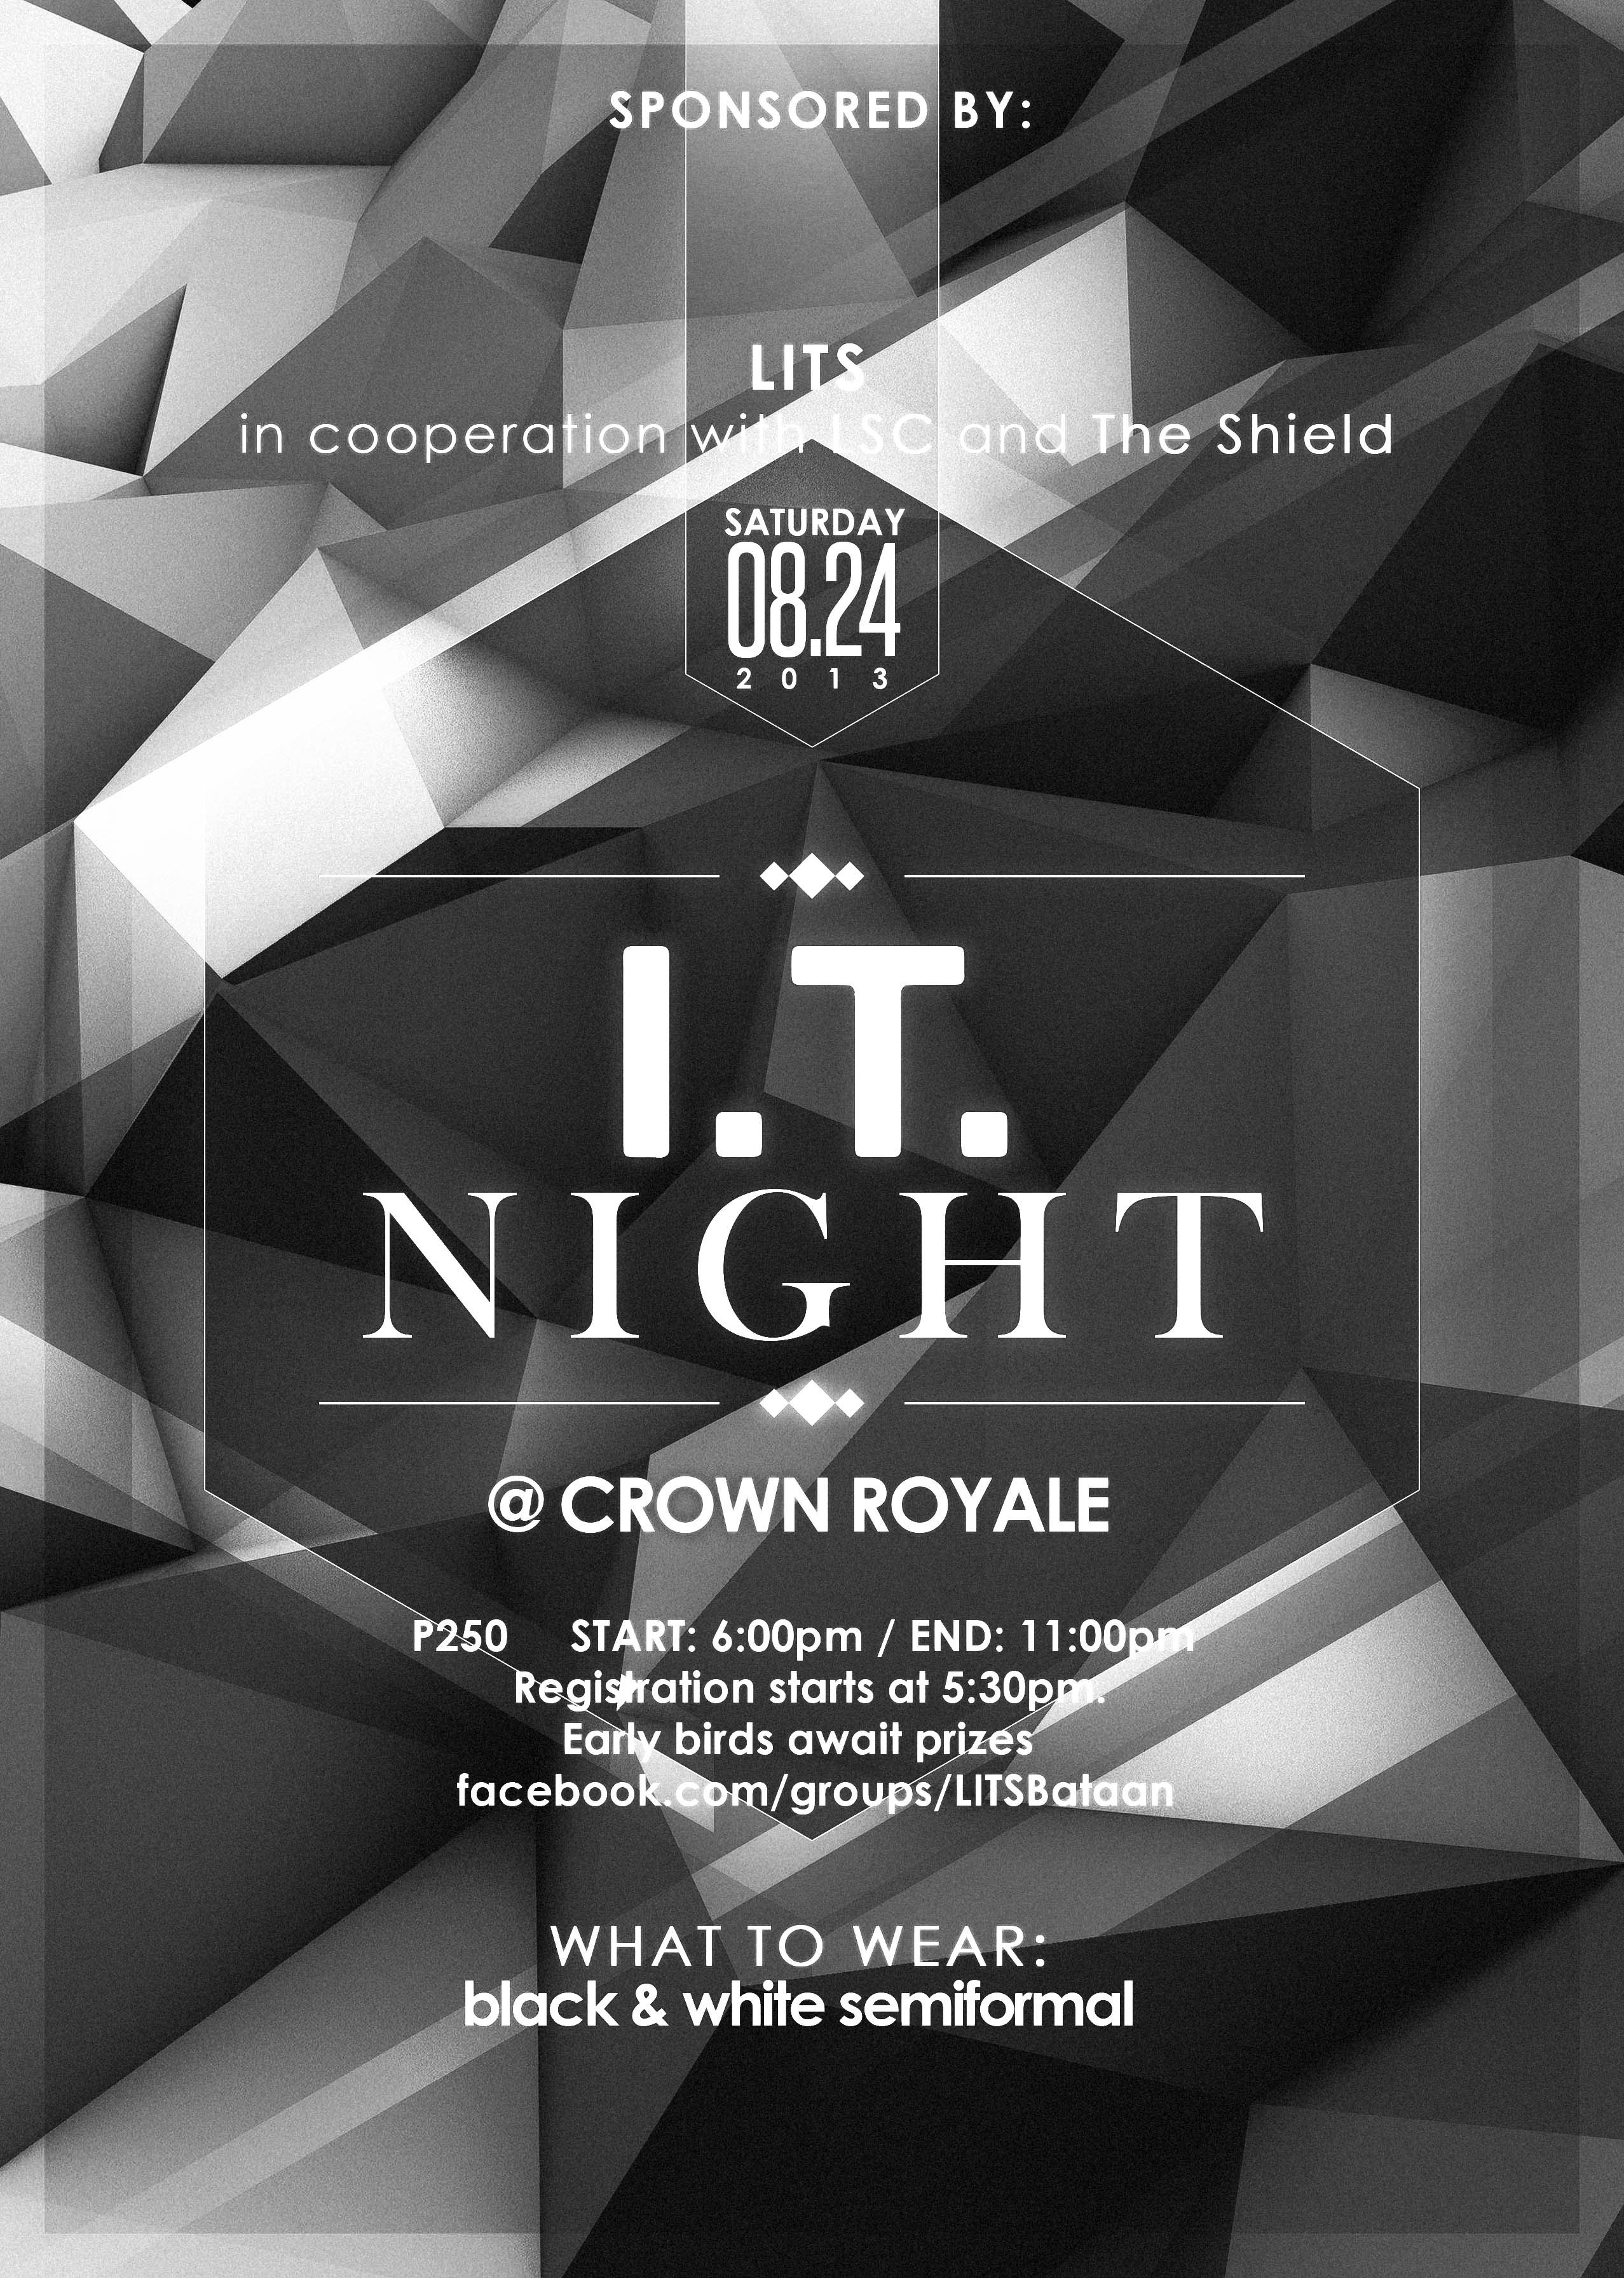 SPONSORED BY:
LITS
in cooperation with LSC and The Shield
SATURDAY
08.24
2013
I.T.
NIGHT
@ CROWN ROYALE
P250 START: 6:00pm / END: 11:00pm
Registration starts at 5:30pm.
Early birds await prizes
facebook.com/groups/LITSBataan
WHAT TO WEAR:
black & white semiformal